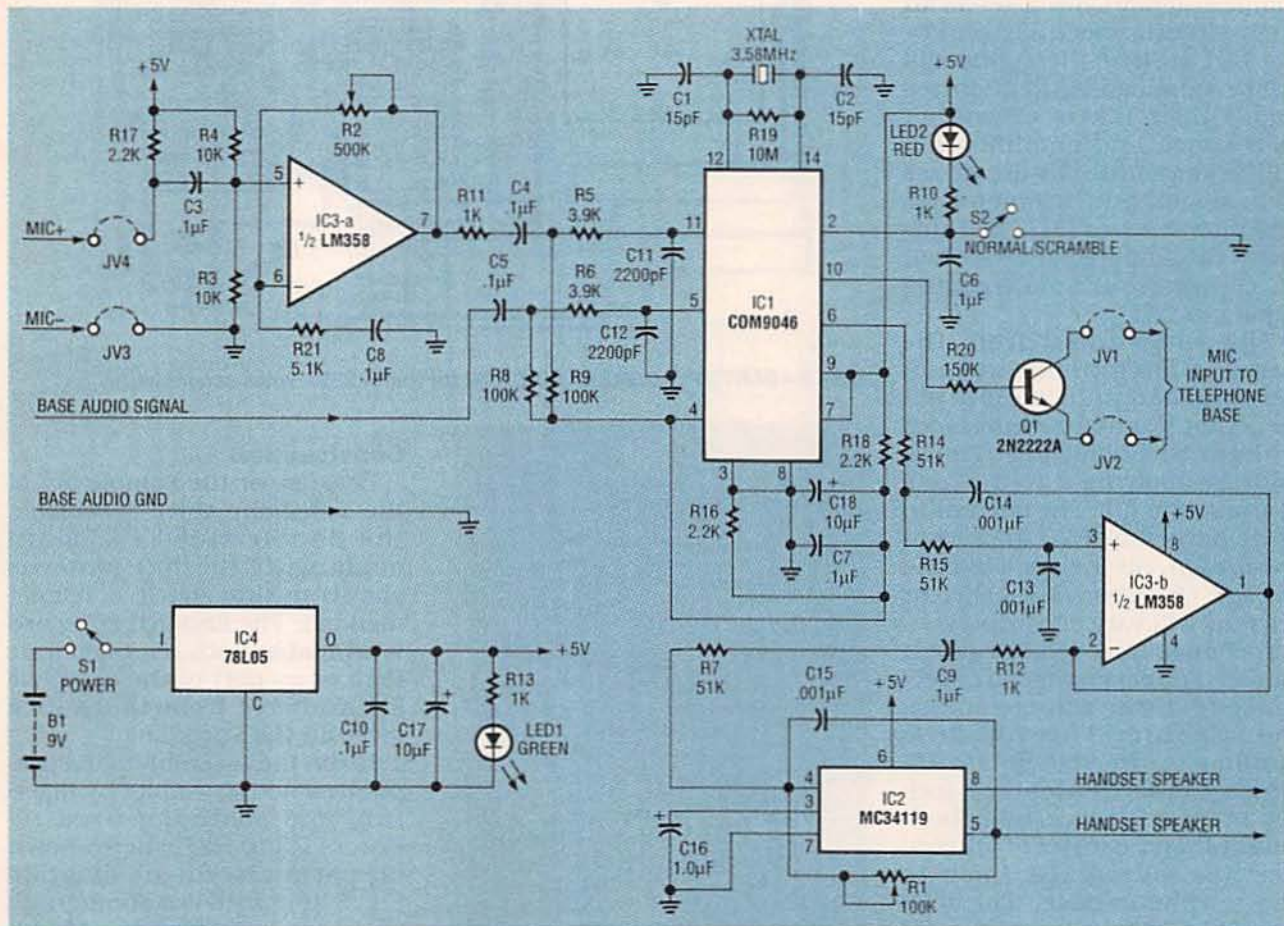 XTAL
3.58MHz
+5V
C1
15pF
C2
15pF
R19
10M
12
14
+5V
LED2
RED
R17
2.2K
R4
10K
R2
500K
C3
.1µF
5
+
IC3-a
1/2 LM358
7
6
−
R11
1K
C4
.1µF
R5
3.9K
11
C11
2200pF
C5
.1µF
R6
3.9K
5
C12
2200pF
R8
100K
R9
100K
4
MIC+
JV4
R3
10K
MIC−
JV3
R21
5.1K
C8
.1µF
BASE AUDIO SIGNAL
BASE AUDIO GND
IC1
COM9046
2
10
6
9
7
3
8
R10
1K
S2
NORMAL/SCRAMBLE
C6
.1µF
R20
150K
JV1
MIC
INPUT TO
TELEPHONE
BASE
Q1
2N2222A
JV2
R18
2.2K
R14
51K
R16
2.2K
C18
10µF
+
C7
.1µF
C14
.001µF
+5V
R15
51K
3
+
8
C13
.001µF
IC3-b
1/2 LM358
1
2
−
4
S1
POWER
I
IC4
78L05
O
C
B1
9V
C10
.1µF
C17
10µF
+
+5V
R13
1K
LED1
GREEN
R7
51K
C9
.1µF
R12
1K
C15
.001µF
+5V
6
4
3
7
IC2
MC34119
8
5
HANDSET SPEAKER
HANDSET SPEAKER
+
C16
1.0µF
R1
100K